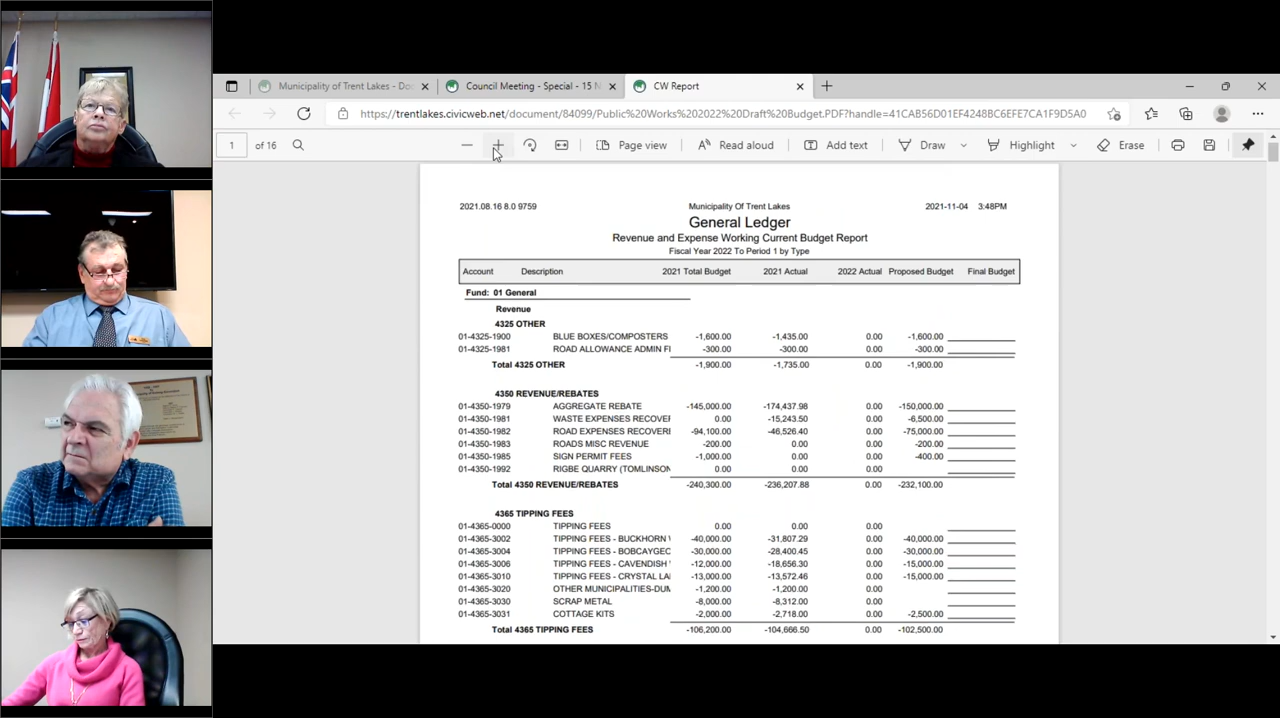 Municipality of Trent Lakes - Doc
Council Meeting - Special - 15 N
CW Report
https://trentlakes.civicweb.net/document/84099/Public%20Works%202022%20Draft%20Budget.PDF?handle=41CAB56D01EF4248BC6EFE7CA1F9D5A0
1 of 16 Page view Read aloud Add text Draw Highlight Erase
2021.08.16 8.0 9759 Municipality Of Trent Lakes 2021-11-04 3:48PM
General Ledger
Revenue and Expense Working Current Budget Report
Fiscal Year 2022 To Period 1 by Type
Account Description 2021 Total Budget 2021 Actual 2022 Actual Proposed Budget Final Budget
Fund: 01 General
Revenue
4325 OTHER
01-4325-1900 BLUE BOXES/COMPOSTERS -1,600.00 -1,435.00 0.00 -1,600.00
01-4325-1981 ROAD ALLOWANCE ADMIN FI -300.00 -300.00 0.00 -300.00
Total 4325 OTHER -1,900.00 -1,735.00 0.00 -1,900.00
4350 REVENUE/REBATES
01-4350-1979 AGGREGATE REBATE -145,000.00 -174,437.98 0.00 -150,000.00
01-4350-1981 WASTE EXPENSES RECOVEF 0.00 -15,243.50 0.00 -6,500.00
01-4350-1982 ROAD EXPENSES RECOVERI -94,100.00 -46,526.40 0.00 -75,000.00
01-4350-1983 ROADS MISC REVENUE -200.00 0.00 0.00 -200.00
01-4350-1985 SIGN PERMIT FEES -1,000.00 0.00 0.00 -400.00
01-4350-1992 RIGBE QUARRY (TOMLINSON 0.00 0.00 0.00
Total 4350 REVENUE/REBATES -240,300.00 -236,207.88 0.00 -232,100.00
4365 TIPPING FEES
01-4365-0000 TIPPING FEES 0.00 0.00 0.00
01-4365-3002 TIPPING FEES - BUCKHORN -40,000.00 -31,807.29 0.00 -40,000.00
01-4365-3004 TIPPING FEES - BOBCAYGEC -30,000.00 -28,400.45 0.00 -30,000.00
01-4365-3006 TIPPING FEES - CAVENDISH -12,000.00 -18,656.30 0.00 -15,000.00
01-4365-3010 TIPPING FEES - CRYSTAL LAI -13,000.00 -13,572.46 0.00 -15,000.00
01-4365-3020 OTHER MUNICIPALITIES-DUM -1,200.00 -1,200.00 0.00
01-4365-3030 SCRAP METAL -8,000.00 -8,312.00 0.00
01-4365-3031 COTTAGE KITS -2,000.00 -2,718.00 0.00 -2,500.00
Total 4365 TIPPING FEES -106,200.00 -104,666.50 0.00 -102,500.00